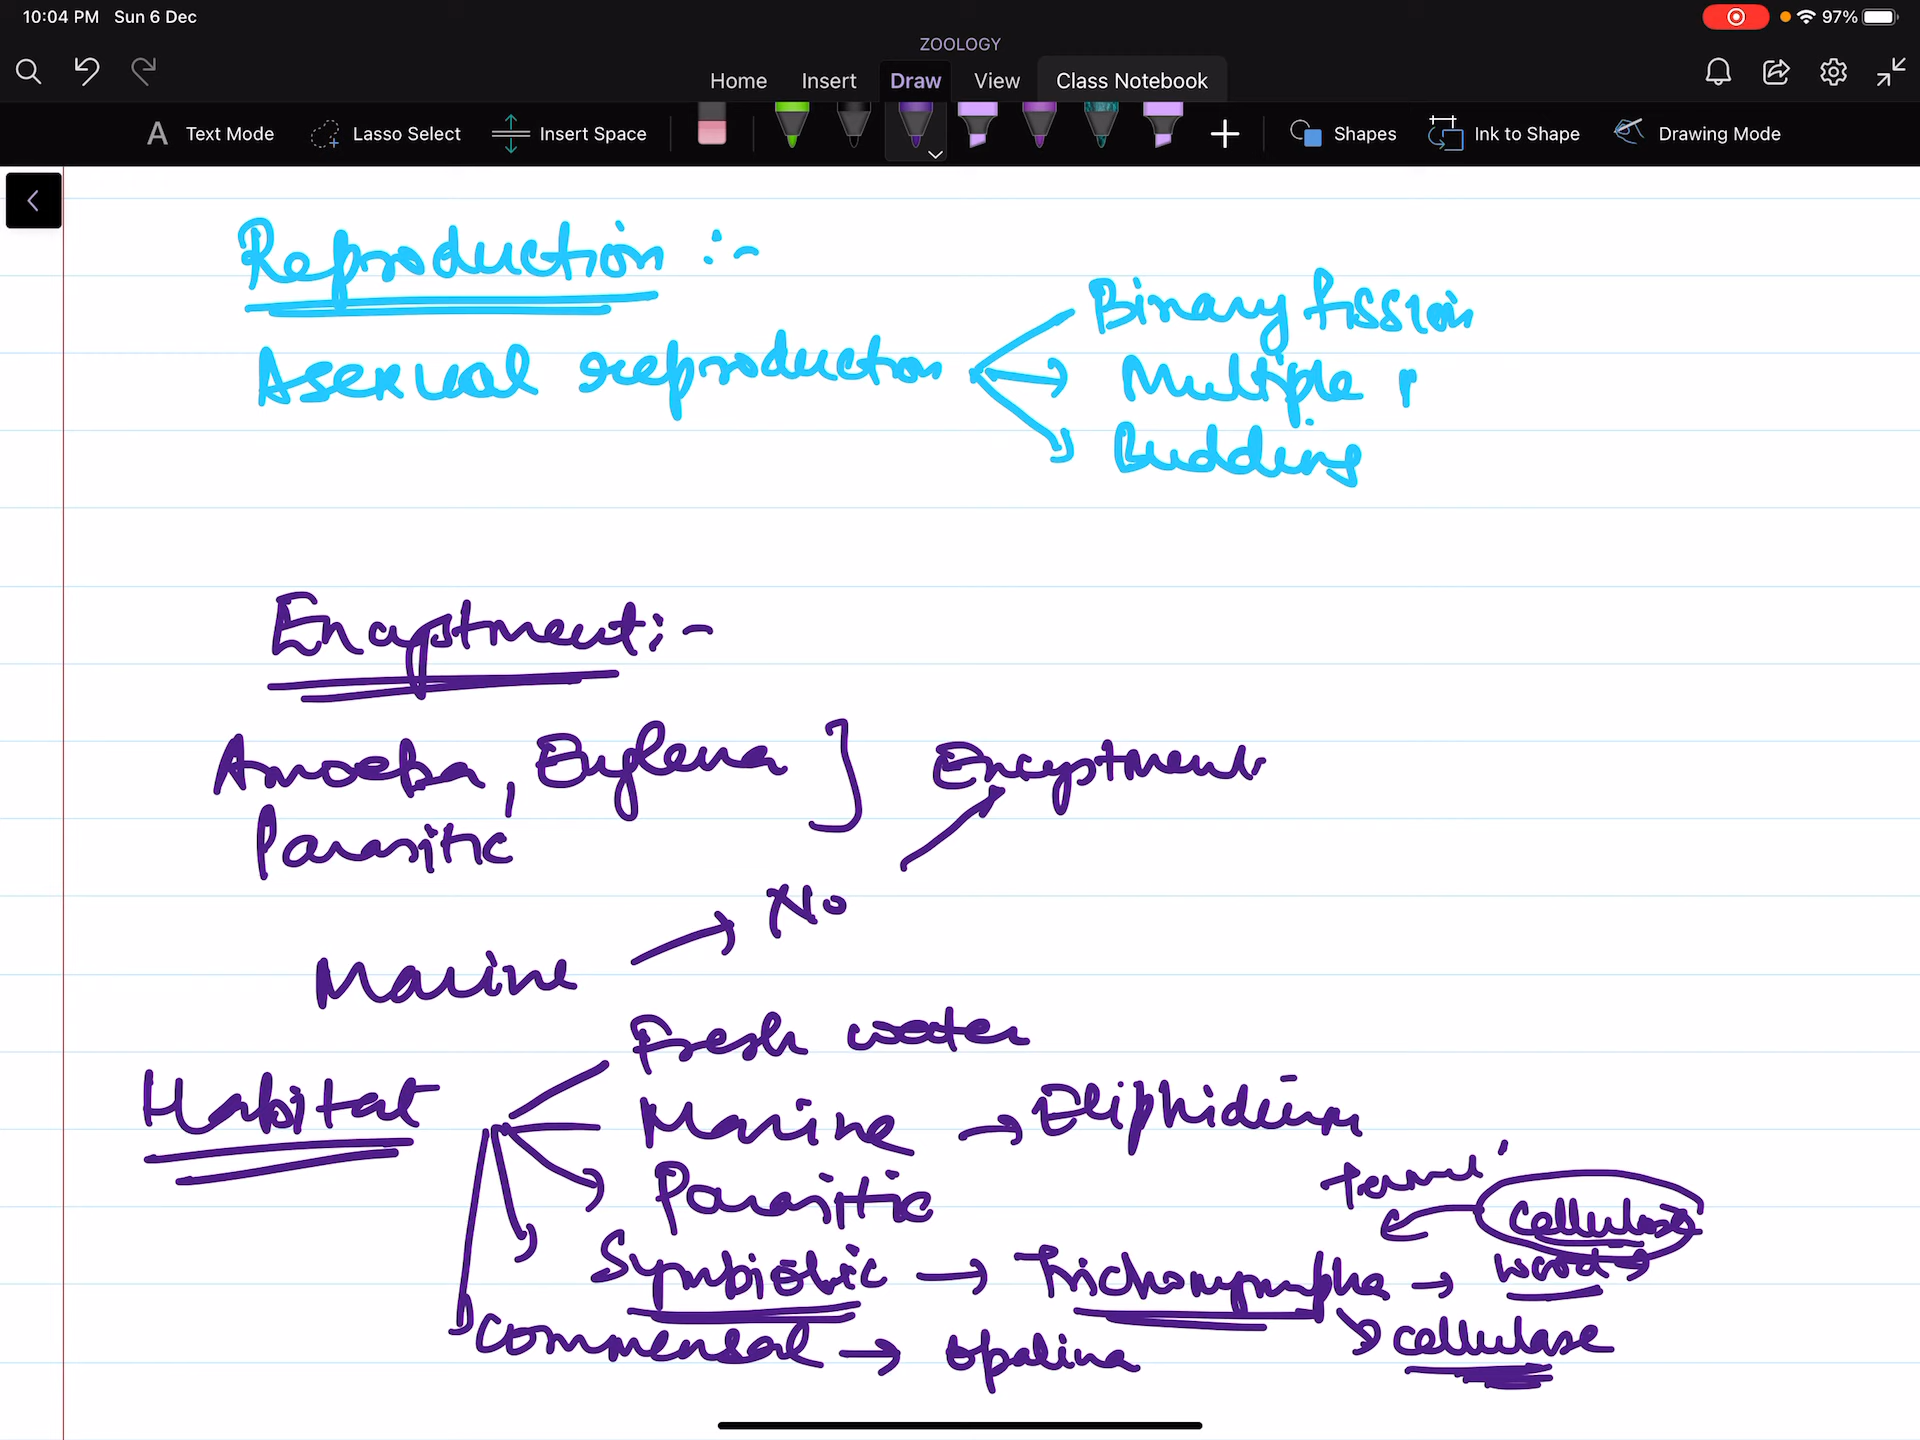 10:04 PM Sun 6 Dec
97%
ZOOLOGY
Home Insert Draw View Class Notebook
A Text Mode Lasso Select Insert Space Shapes Ink to Shape Drawing Mode
Reproduction :-
Binary fission
Asexual reproduction Multiple
Budding
Encystment :-
Amoeba, Euglena ] Encystment
Parasitic
No
Marine
Fresh water
Habitat
Marine → Eliphidium
Parasitic
cellulose
Symbiotic → Trichonympha → wood →
Commensal → Opalina
cellulase